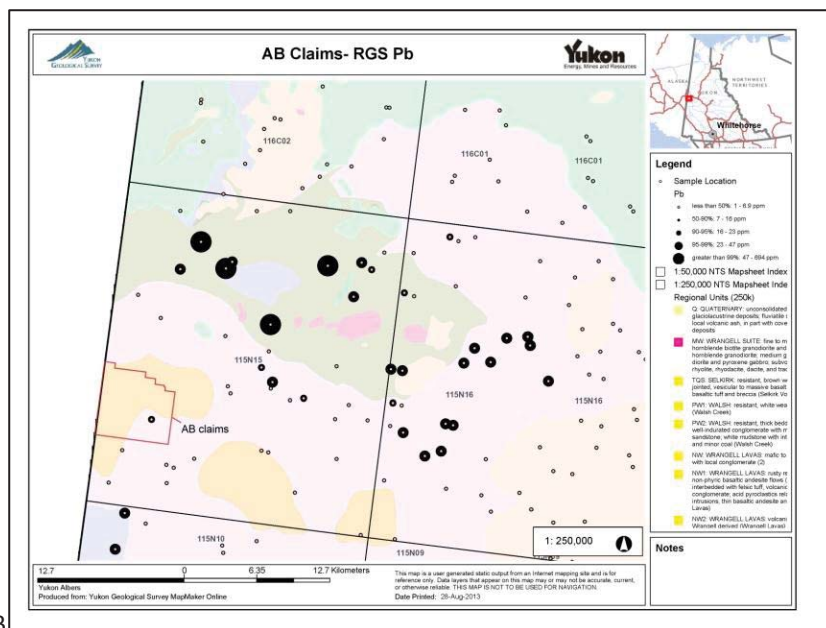 YUKON
GEOLOGICAL SURVEY
AB Claims- RGS Pb
Yukon
Energy, Mines and Resources
ALASKA
YUKON
NORTHWEST
TERRITORIES
Whitehorse
116C02
116C01
116C01
115N15
115N16
115N16
AB claims
115N10
115N09
1: 250,000
Legend
Sample Location
Pb
less than 50%: 1 - 6.9 ppm
50-90%: 7 - 16 ppm
90-95%: 16 - 23 ppm
95-98%: 23 - 47 ppm
greater than 99%: 47 - 694 ppm
1:50,000 NTS Mapsheet Index
1:250,000 NTS Mapsheet Inde
Regional Units (250k)
Q: QUATERNARY: unconsolidated
glaciolacustrine deposits; fluviatile
local volcanic ash, in part with cove
deposits
MW: WRANGELL SUITE: fine to m
hornblende biotite granodiorite and
hornblende granodiorite; medium g
diorite and pyroxene gabbro; subvo
rhyolite, rhyodacite, dacite, and trac
TQS: SELKIRK: resistant, brown we
jointed, vesicular to massive basalt
basaltic tuff and breccia (Selkirk Vo
PW1: WALSH: resistant, white wea
(Walsh Creek)
PW2: WALSH: resistant, thick bedd
well-indurated conglomerate with m
sandstone, white mudstone with int
and minor coal (Walsh Creek)
NW: WRANGELL LAVAS: mafic to
with local conglomerate (2)
NW1: WRANGELL LAVAS: rusty re
non-phyric basaltic andesite flows (
interbedded with felsic tuff, volcanic
conglomerate; acid pyroclastics reli
intrusions, thin basaltic andesite an
Lavas)
NW2: WRANGELL LAVAS: volcani
Wrangell derived (Wrangell Lavas)
Notes
12.7 0 6.35 12.7 Kilometers
Yukon Albers
Produced from: Yukon Geological Survey MapMaker Online
This map is a user generated static output from an Internet mapping site and is for
reference only. Data layers that appear on this map may or may not be accurate, current,
or otherwise reliable. THIS MAP IS NOT TO BE USED FOR NAVIGATION.
Date Printed: 28-Aug-2013